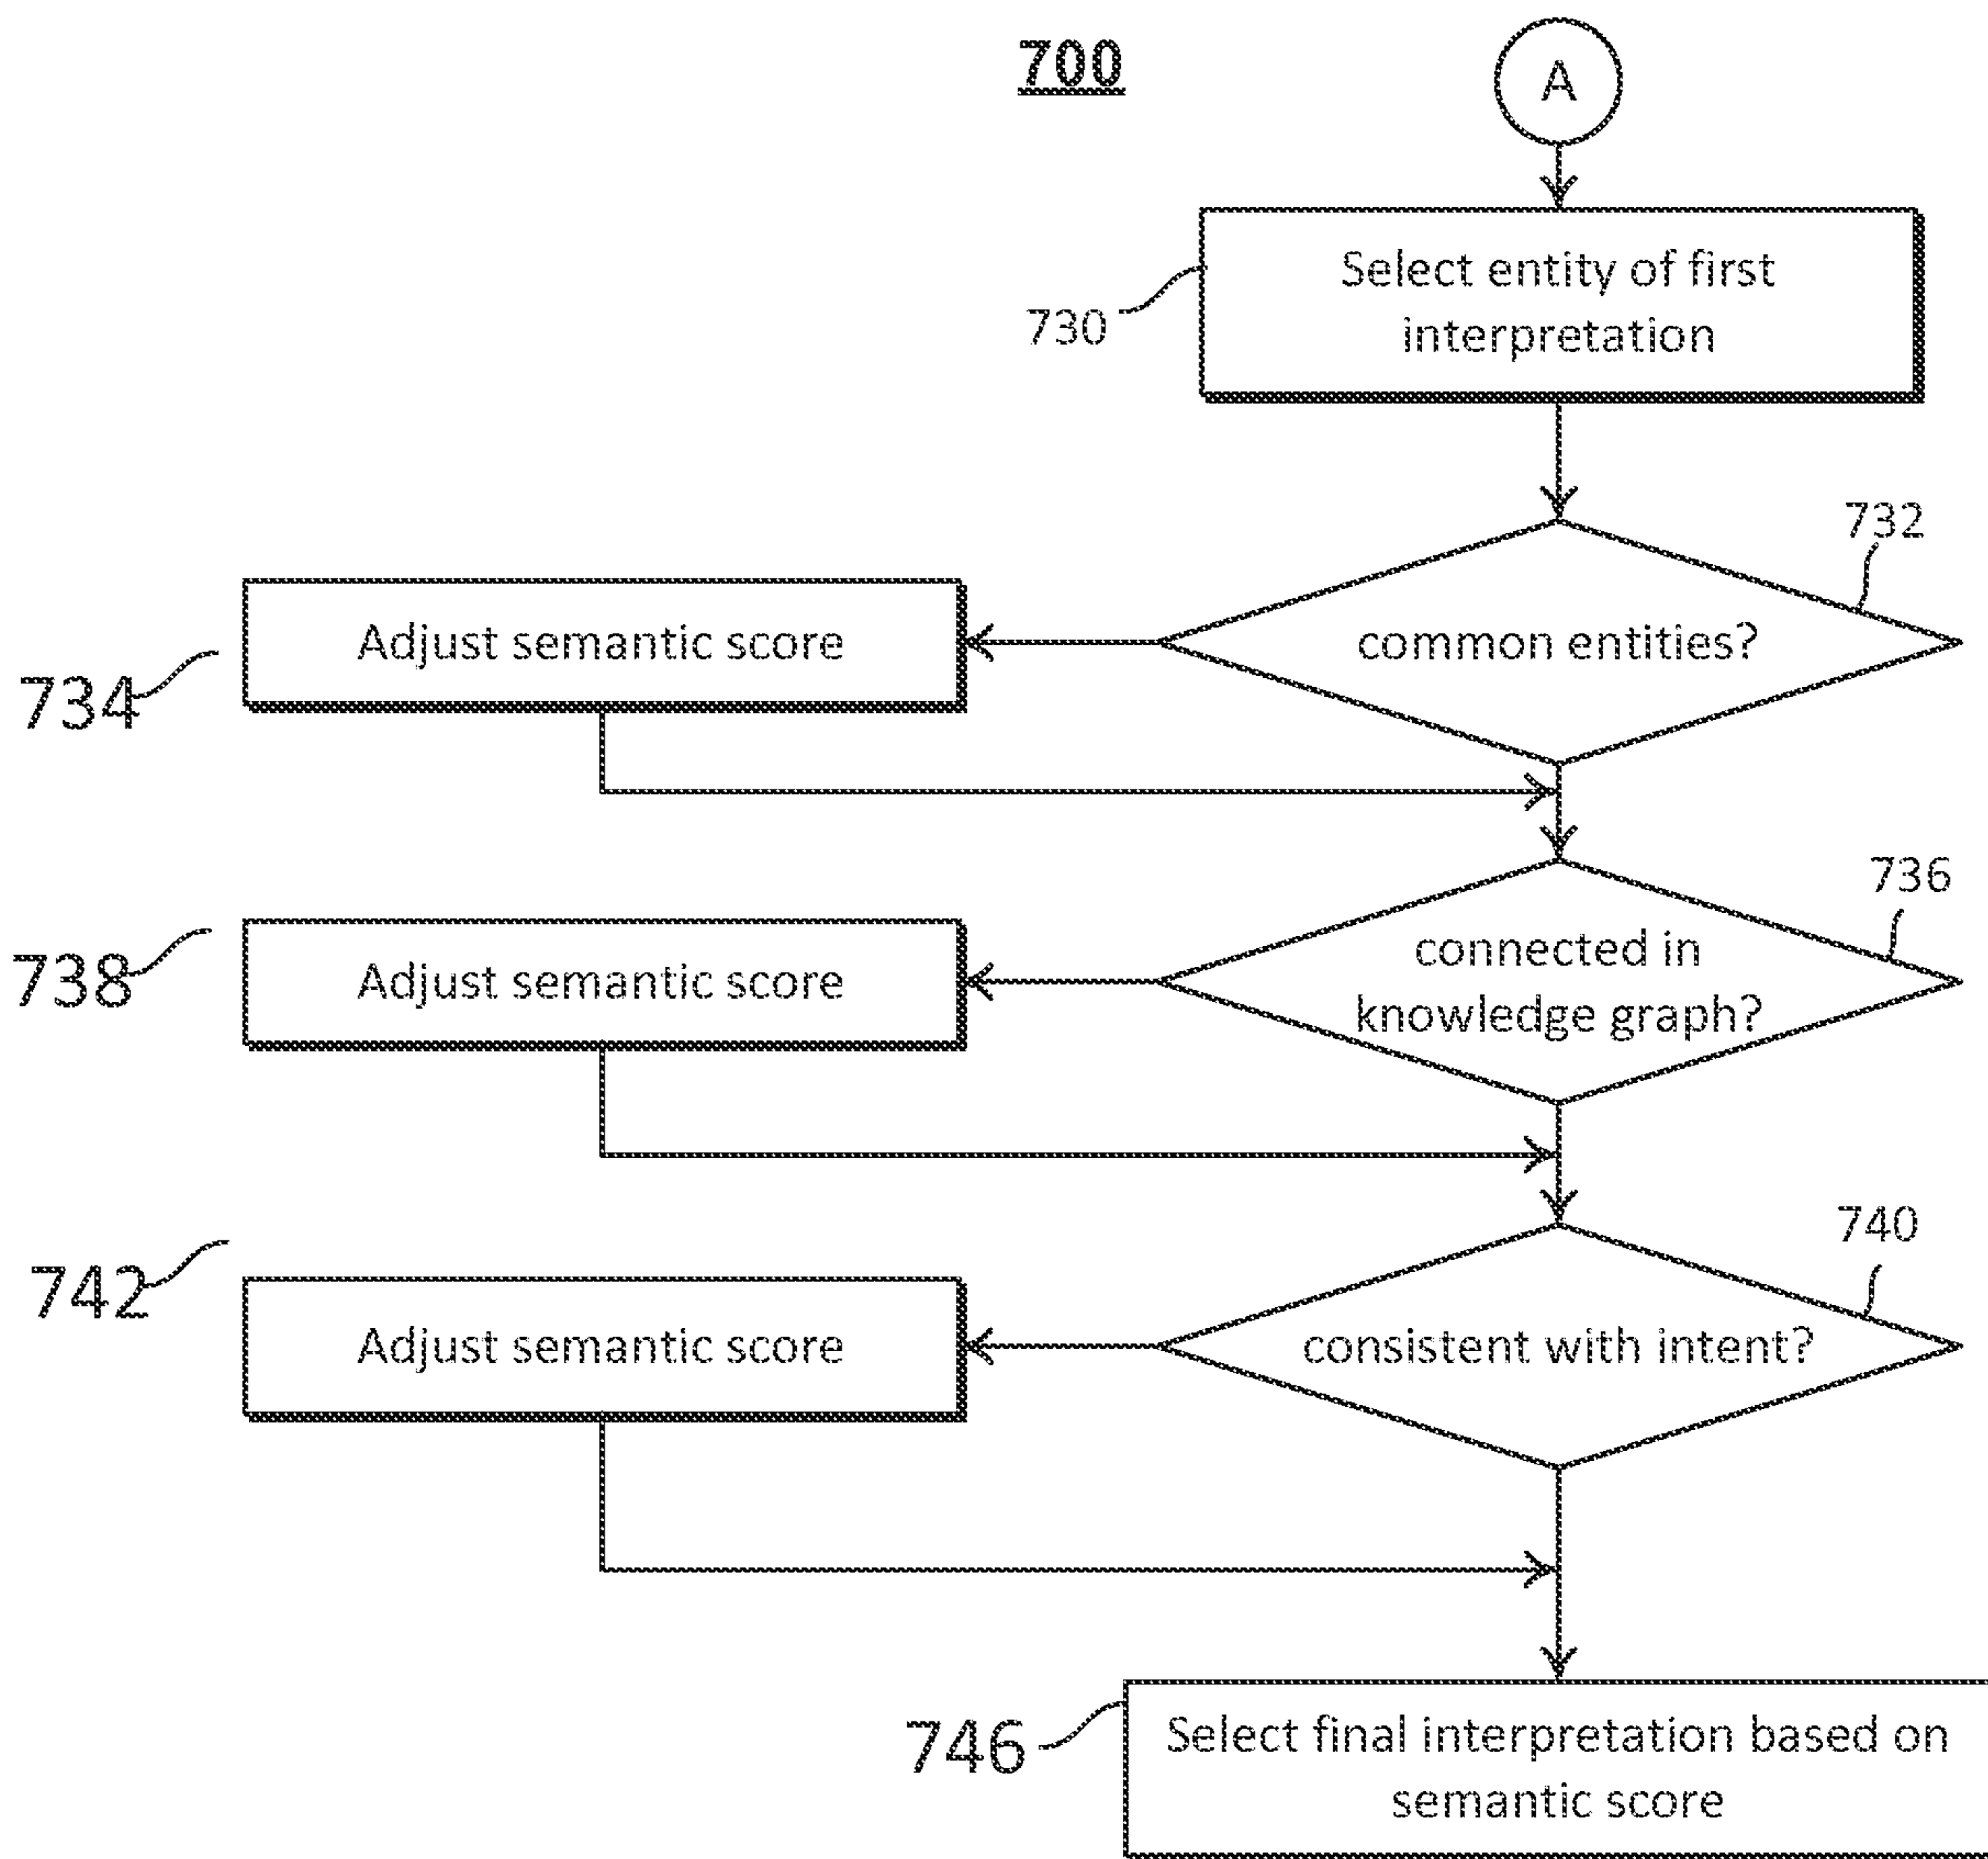 700
A
Select entity of first
interpretation
730
732
common entities?
Adjust semantic score
734
736
connected in
knowledge graph?
Adjust semantic score
738
740
consistent with intent?
Adjust semantic score
742
Select final interpretation based on
semantic score
746